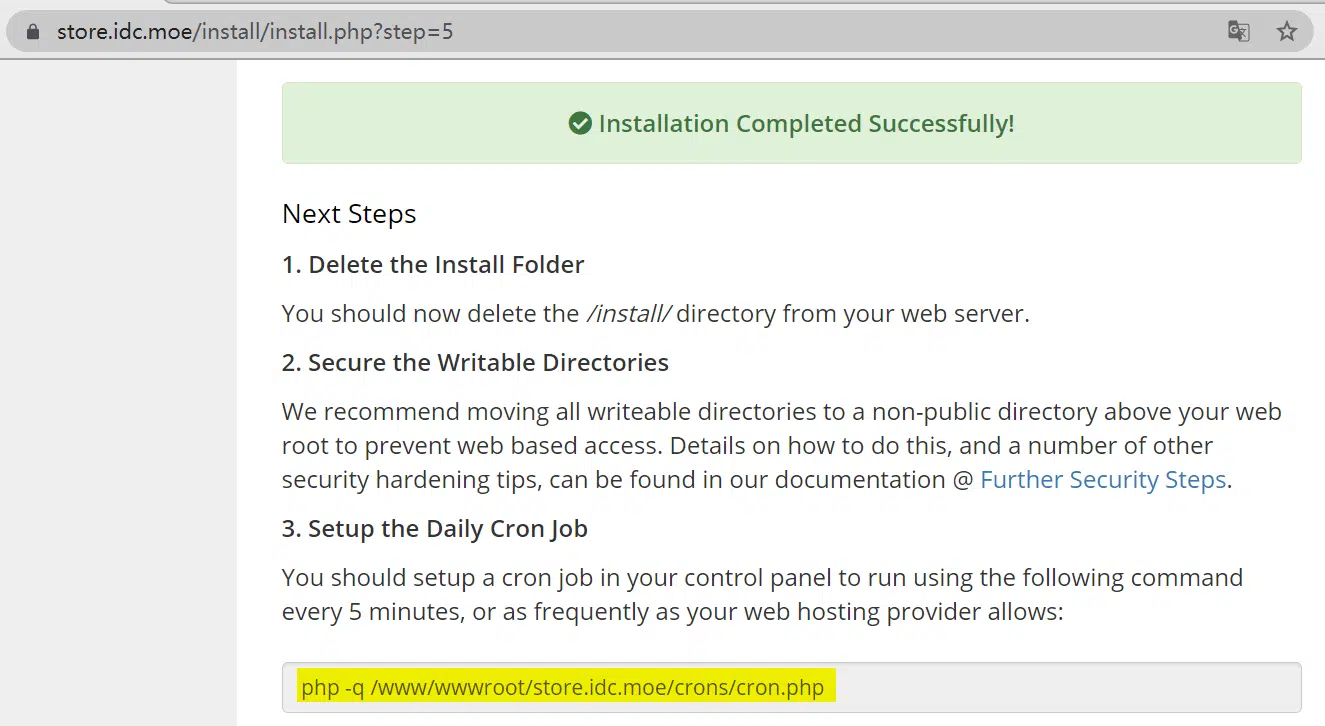 store.idc.moe/install/install.php?step=5
Installation Completed Successfully!
Next Steps
1. Delete the Install Folder
You should now delete the /install/ directory from your web server.
2. Secure the Writable Directories
We recommend moving all writeable directories to a non-public directory above your web
root to prevent web based access. Details on how to do this, and a number of other
security hardening tips, can be found in our documentation @ Further Security Steps.
3. Setup the Daily Cron Job
You should setup a cron job in your control panel to run using the following command
every 5 minutes, or as frequently as your web hosting provider allows:
php -q /www/wwwroot/store.idc.moe/crons/cron.php